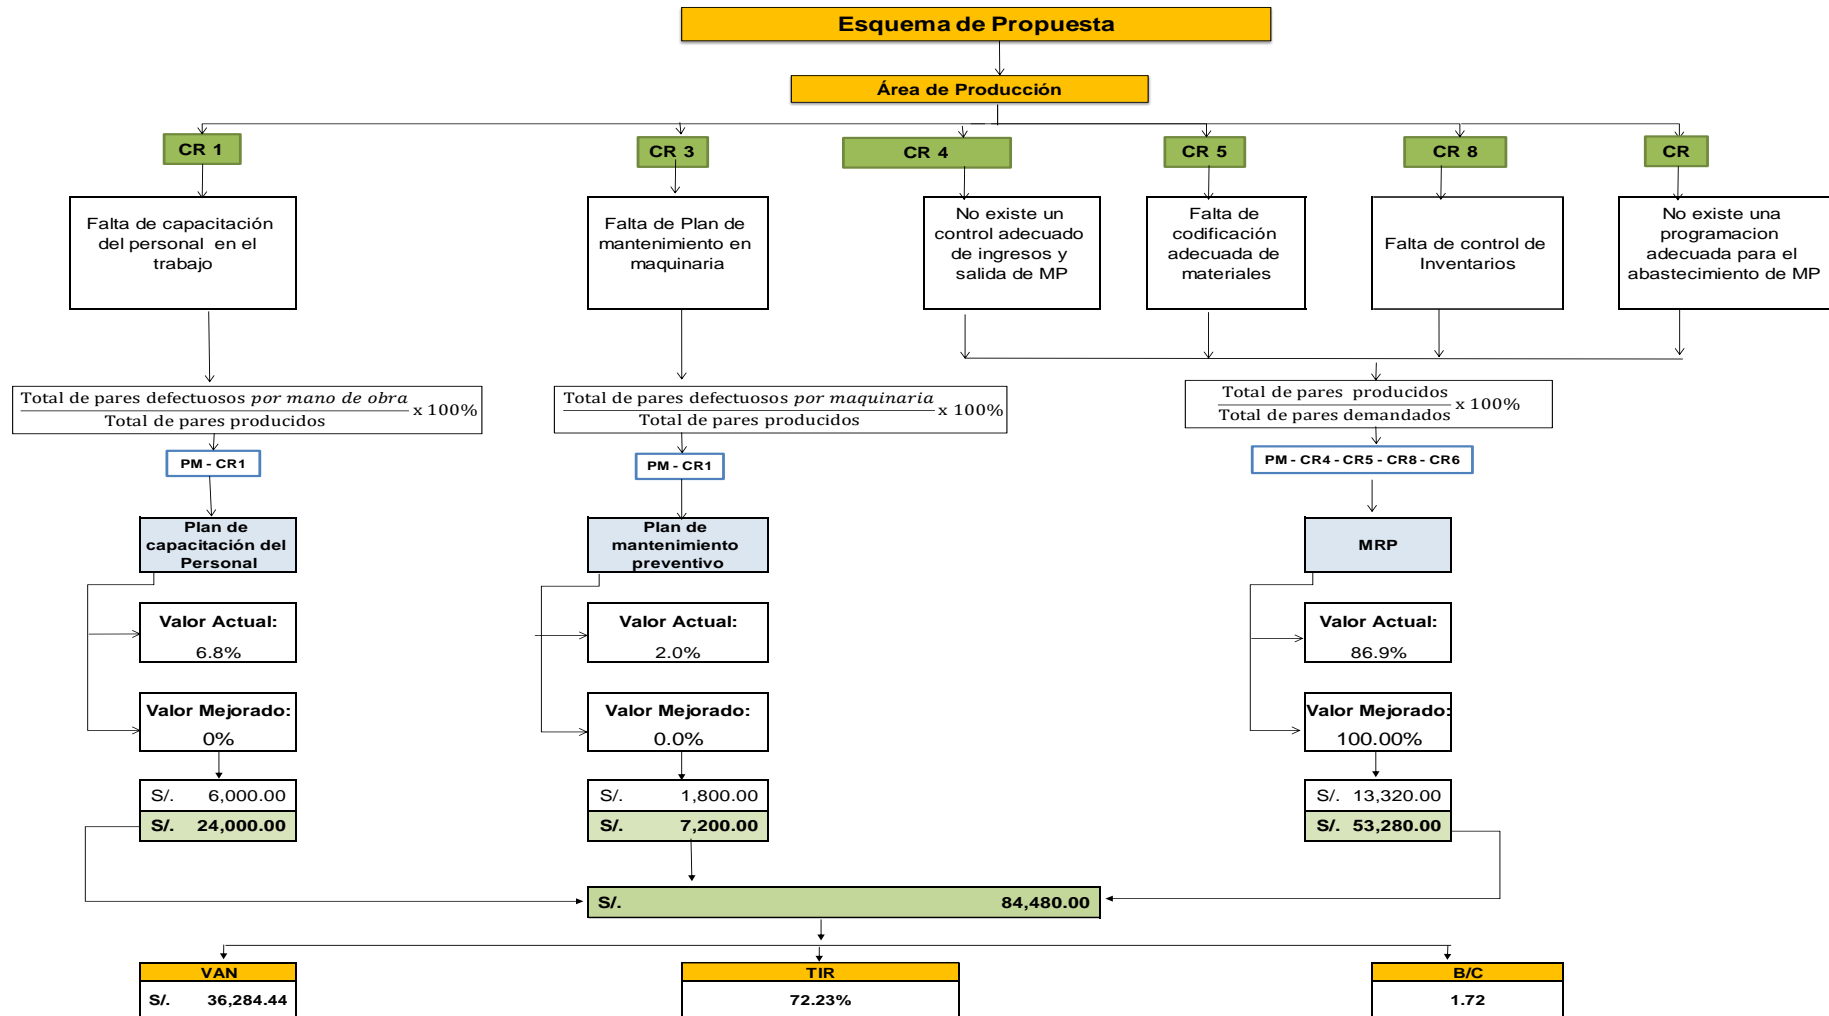 Esquema de Propuesta
Área de Producción
CR 1
CR 3
CR 4
CR 5
CR 8
CR
Falta de capacitación
del personal en el
trabajo
Falta de Plan de
mantenimiento en
maquinaria
No existe un
control adecuado
de ingresos y
salida de MP
Falta de
codificación
adecuada de
materiales
Falta de control de
Inventarios
No existe una
programacion
adecuada para el
abastecimiento de MP
Total de pares defectuosos por mano de obra
Total de pares producidos
x 100%
Total de pares defectuosos por maquinaria
Total de pares producidos
x 100%
Total de pares producidos
Total de pares demandados
x 100%
PM - CR1
PM - CR1
PM - CR4 - CR5 - CR8 - CR6
Plan de
capacitación del
Personal
Plan de
mantenimiento
preventivo
MRP
Valor Actual:
6.8%
Valor Actual:
2.0%
Valor Actual:
86.9%
Valor Mejorado:
0%
Valor Mejorado:
0.0%
Valor Mejorado:
100.00%
S/. 6,000.00
S/. 24,000.00
S/. 1,800.00
S/. 7,200.00
S/. 13,320.00
S/. 53,280.00
S/. 84,480.00
VAN
S/. 36,284.44
TIR
72.23%
B/C
1.72